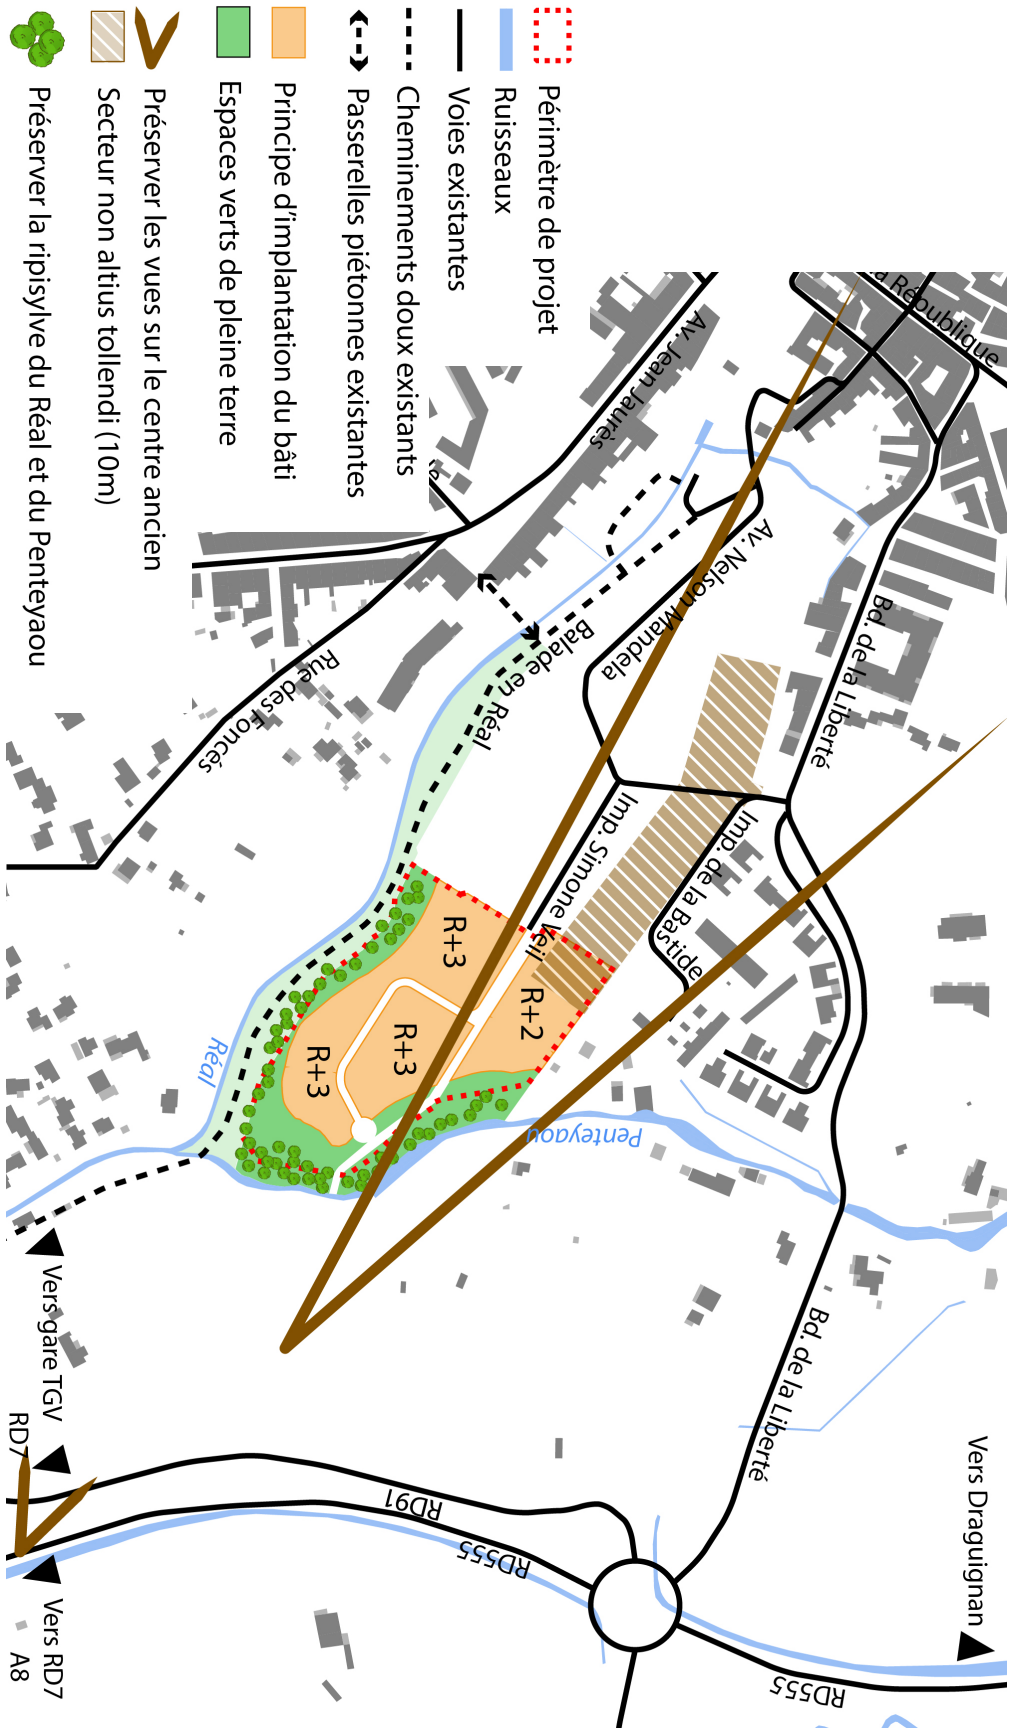 Périmètre de projet
Ruisseaux
Voies existantes
Cheminements doux existants
Passerelles piétonnes existantes
Principe d'implantation du bâti
Espaces verts de pleine terre
Préserver les vues sur le centre ancien
Secteur non altius tollendi (10m)
Préserver la ripisylve du Réal et du Penteyaou
la République
Av. Jean Jaurès
Av. Nelson Mandela
Bd. de la Liberté
Balade en Réal
Rue des Foncés
Imp. Simone Veil
Imp. de la Bastide
R+3
R+2
R+3
R+3
Réal
Penteyaou
Bd. de la Liberté
Vers gare TGV
RD7
RD91
RD555
Vers Draguignan
RD555
Vers RD7
A8